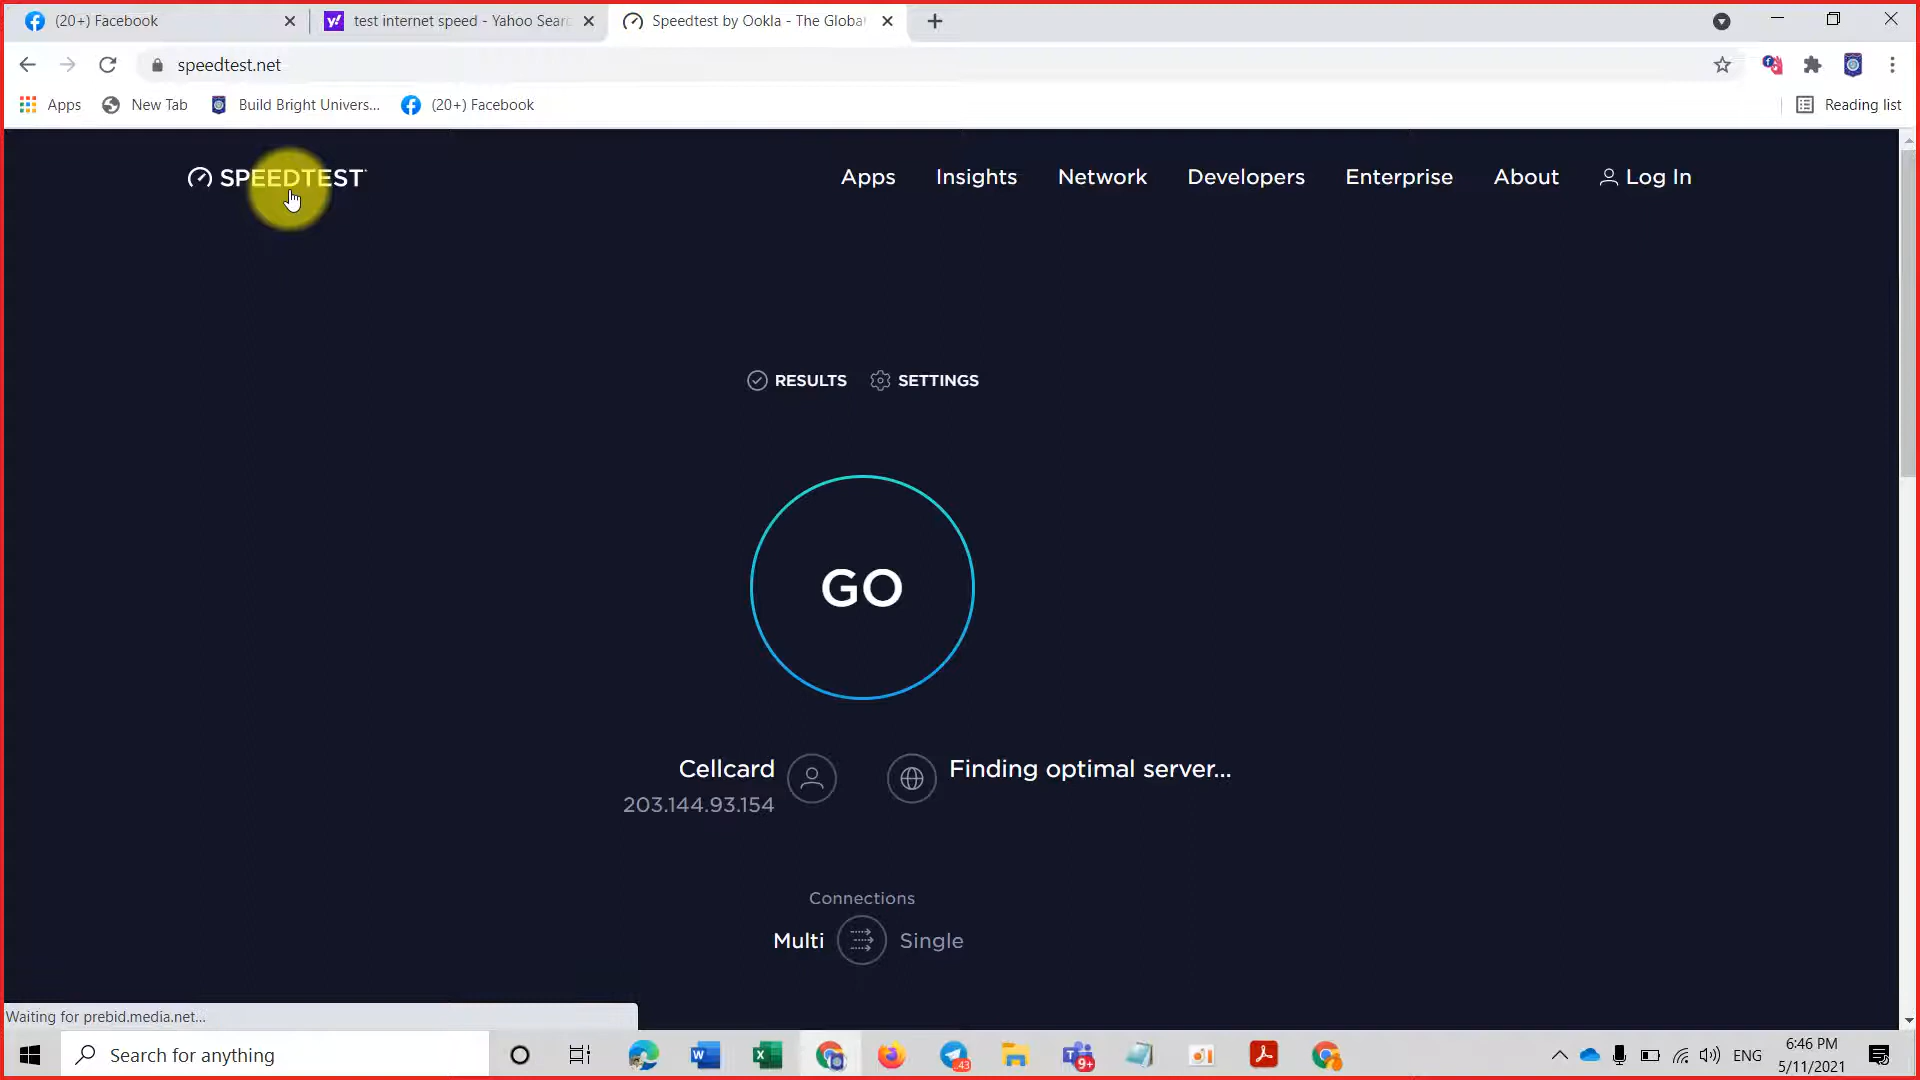 (20+) Facebook
test internet speed - Yahoo Sear
Speedtest by Ookla - The Globa
speedtest.net
Apps
New Tab
Build Bright Univers...
(20+) Facebook
Reading list
SPEEDTEST
Apps
Insights
Network
Developers
Enterprise
About
Log In
RESULTS
SETTINGS
GO
Cellcard
203.144.93.154
Finding optimal server...
Connections
Multi
Single
Waiting for prebid.media.net...
Search for anything
43
9+
ENG
6:46 PM
5/11/2021